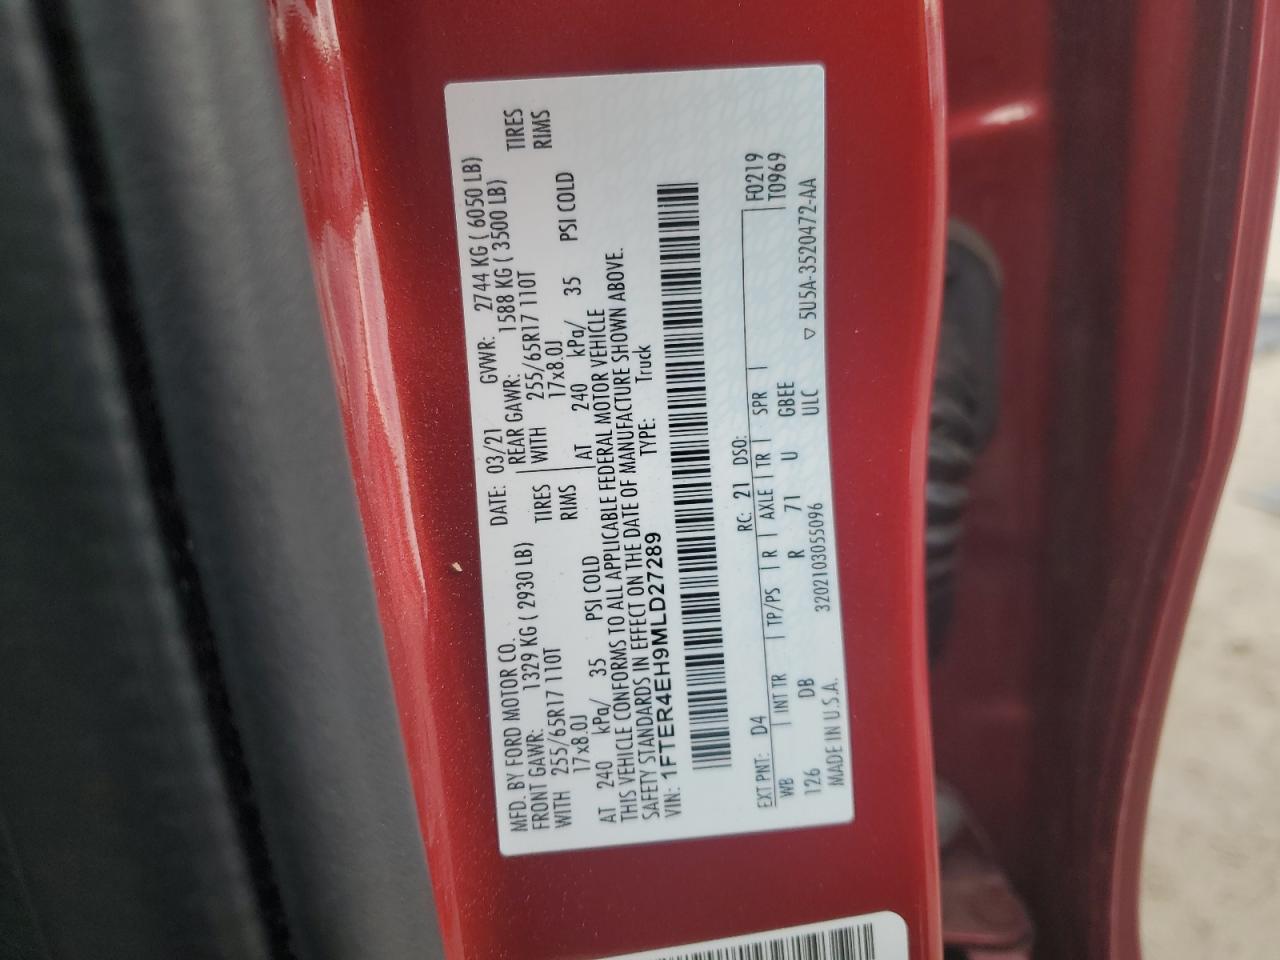 MFD. BY FORD MOTOR CO.
DATE: 03/21 GVWR: 2744 KG ( 6050 LB)
FRONT GAWR: 1329 KG ( 2930 LB) REAR GAWR: 1588 KG ( 3500 LB)
WITH 255/65R17 110T TIRES WITH 255/65R17 110T TIRES
17x8.0J RIMS 17x8.0J RIMS
AT 240 kPa/ 35 PSI COLD AT 240 kPa/ 35 PSI COLD
THIS VEHICLE CONFORMS TO ALL APPLICABLE FEDERAL MOTOR VEHICLE
SAFETY STANDARDS IN EFFECT ON THE DATE OF MANUFACTURE SHOWN ABOVE.
VIN: 1FTER4EH9MLD27289 TYPE: Truck
EXT PNT: D4 RC: 21 DSO: F0219
WB INT TR TP/PS R AXLE TR SPR T0969
126 DB R 71 U GBEE
ULC
MADE IN U.S.A. 3202103055096 ▽ 5U5A-3520472-AA